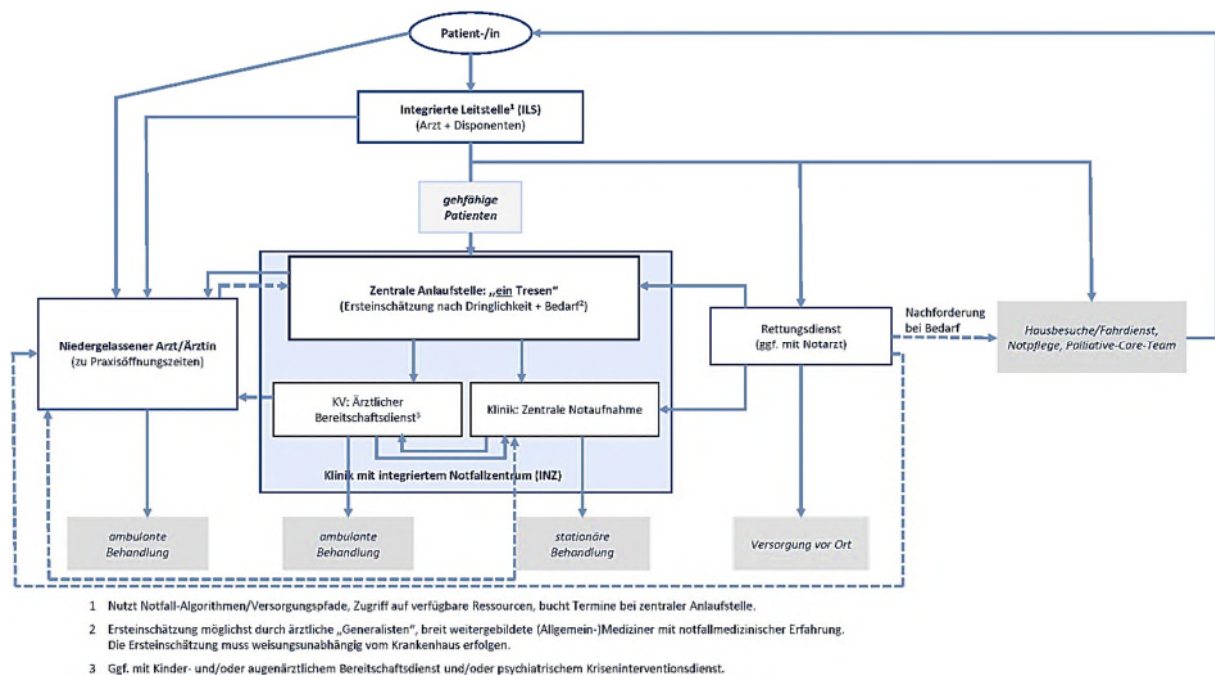 Patient-/in
Integrierte Leitstelle¹ (ILS)
(Arzt + Disponenten)
gehfähige
Patienten
Zentrale Anlaufstelle: „ein Tresen“
(Ersteinschätzung nach Dringlichkeit + Bedarf²)
Niedergelassener Arzt/Ärztin
(zu Praxisöffnungszeiten)
Rettungsdienst
(ggf. mit Notarzt)
Nachforderung
bei Bedarf
Hausbesuche/Fahrdienst,
Notpflege, Palliative-Care-Team
KV: Ärztlicher
Bereitschaftsdienst³
Klinik: Zentrale Notaufnahme
Klinik mit integriertem Notfallzentrum (INZ)
ambulante
Behandlung
ambulante
Behandlung
stationäre
Behandlung
Versorgung vor Ort
1 Nutzt Notfall-Algorithmen/Versorgungspfade, Zugriff auf verfügbare Ressourcen, bucht Termine bei zentraler Anlaufstelle.
2 Ersteinschätzung möglichst durch ärztliche „Generalisten“, breit weitergebildete (Allgemein-)Mediziner mit notfallmedizinischer Erfahrung.
Die Ersteinschätzung muss weisungsunabhängig vom Krankenhaus erfolgen.
3 Ggf. mit Kinder- und/oder augenärztlichem Bereitschaftsdienst und/oder psychiatrischem Kriseninterventionsdienst.